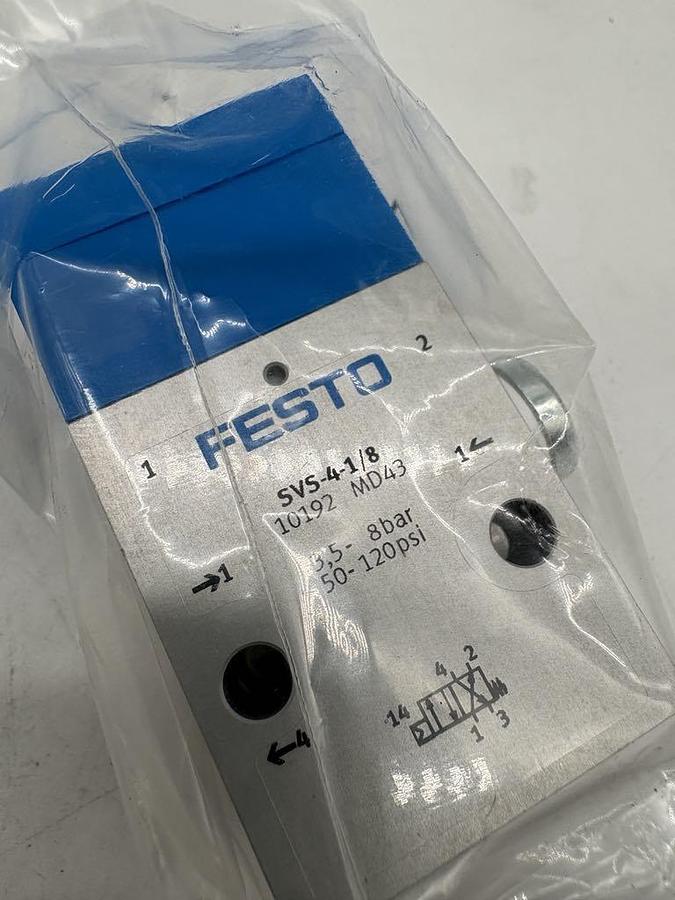 FESTO
2
1
SVS-4-1/8
10192 MD43
1←
3,5- 8bar
50-120psi
→1
←4
4 2
14
1 3